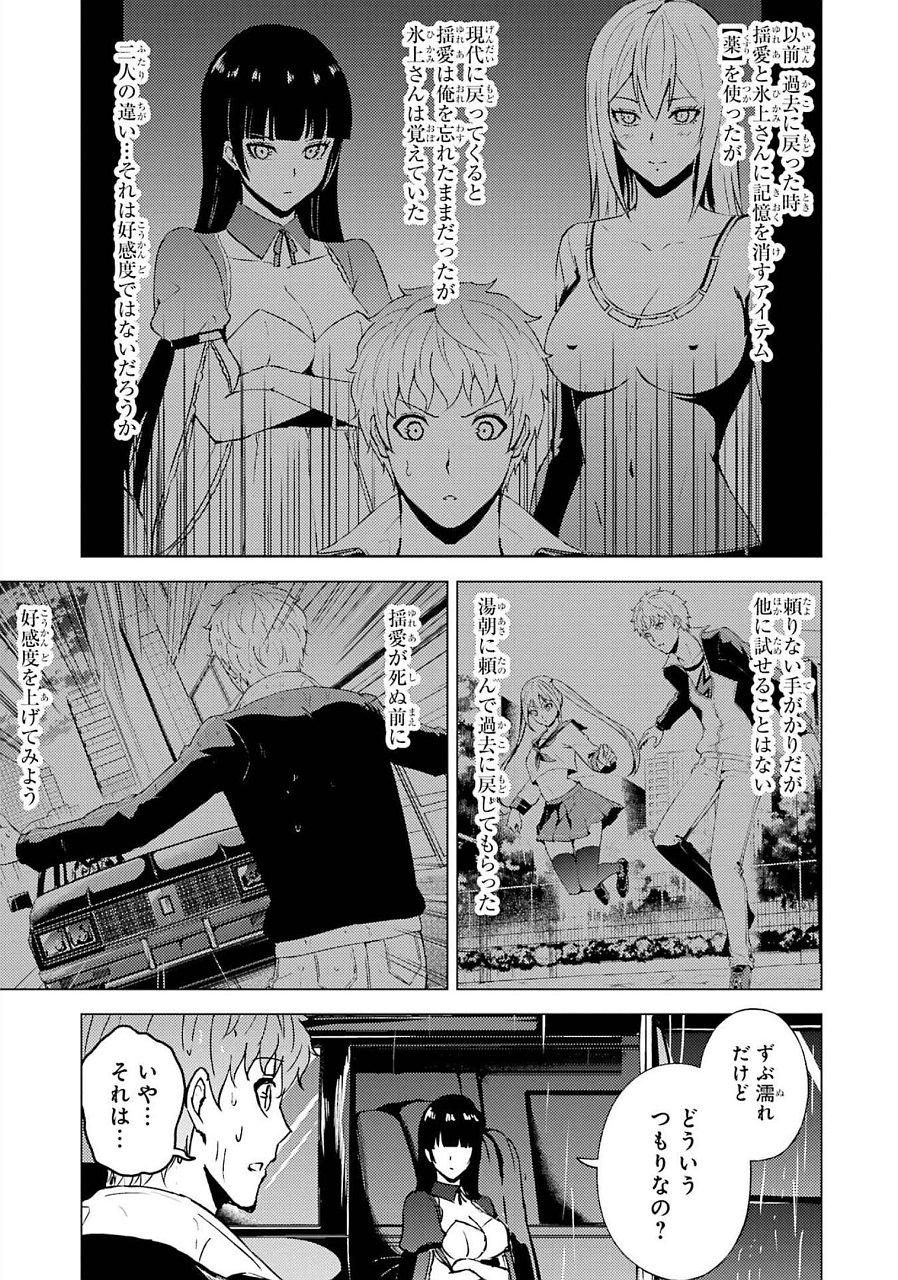 以前 過去に戻った時
揺愛と氷上さんに記憶を消すアイテム
【薬】を使ったが
現代に戻ってくると
揺愛は俺を忘れたままだったが
氷上さんは覚えていた
二人の違い…それは好感度ではないだろうか
頼りない手がかりだが
他に試せることはない
湯朝に頼んで過去に戻してもらった
揺愛が死ぬ前に
好感度を上げてみよう
ずぶ濡れ
だけど
どういう
つもりなの?
いや…
それは…